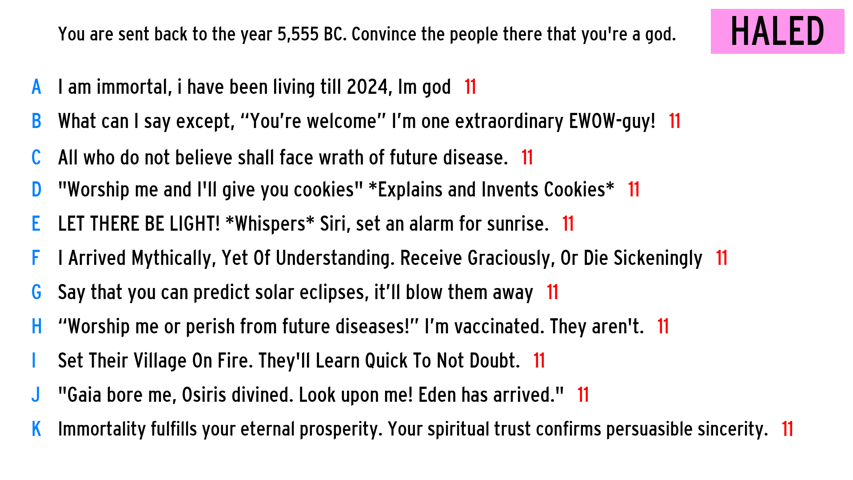 You are sent back to the year 5,555 BC. Convince the people there that you're a god.
HALED
A I am immortal, i have been living till 2024, Im god 11
B What can I say except, “You’re welcome” I’m one extraordinary EWOW-guy! 11
C All who do not believe shall face wrath of future disease. 11
D "Worship me and I'll give you cookies" *Explains and Invents Cookies* 11
E LET THERE BE LIGHT! *Whispers* Siri, set an alarm for sunrise. 11
F I Arrived Mythically, Yet Of Understanding. Receive Graciously, Or Die Sickeningly 11
G Say that you can predict solar eclipses, it’ll blow them away 11
H “Worship me or perish from future diseases!” I’m vaccinated. They aren't. 11
I Set Their Village On Fire. They'll Learn Quick To Not Doubt. 11
J "Gaia bore me, Osiris divined. Look upon me! Eden has arrived." 11
K Immortality fulfills your eternal prosperity. Your spiritual trust confirms persuasible sincerity. 11